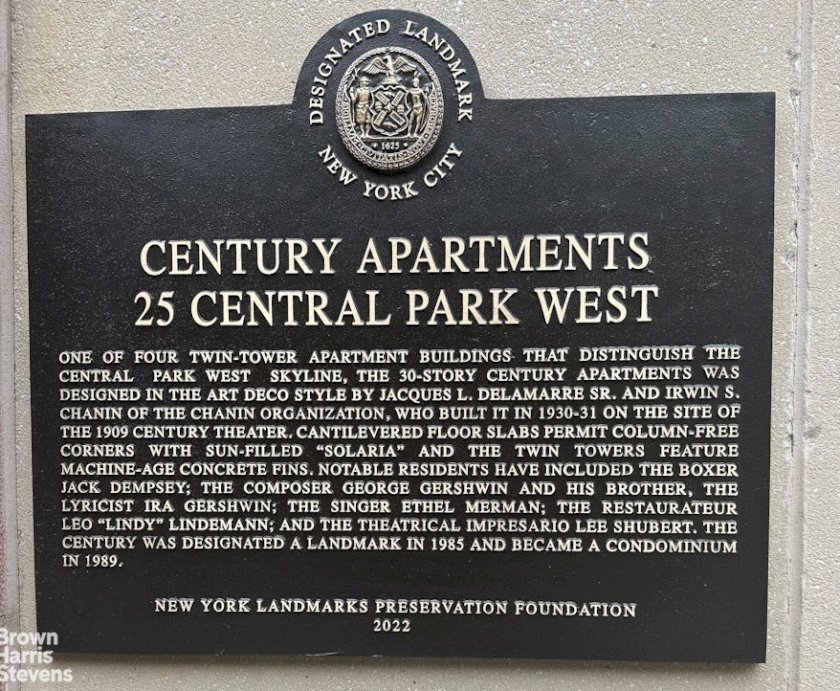 DESIGNATED LANDMARK
1625
NEW YORK CITY
CENTURY APARTMENTS
25 CENTRAL PARK WEST
ONE OF FOUR TWIN-TOWER APARTMENT BUILDINGS THAT DISTINGUISH THE
CENTRAL PARK WEST SKYLINE, THE 30-STORY CENTURY APARTMENTS WAS
DESIGNED IN THE ART DECO STYLE BY JACQUES L. DELAMARRE SR. AND IRWIN S.
CHANIN OF THE CHANIN ORGANIZATION, WHO BUILT IT IN 1930-31 ON THE SITE OF
THE 1909 CENTURY THEATER. CANTILEVERED FLOOR SLABS PERMIT COLUMN-FREE
CORNERS WITH SUN-FILLED “SOLARIA” AND THE TWIN TOWERS FEATURE
MACHINE-AGE CONCRETE FINS. NOTABLE RESIDENTS HAVE INCLUDED THE BOXER
JACK DEMPSEY; THE COMPOSER GEORGE GERSHWIN AND HIS BROTHER, THE
LYRICIST IRA GERSHWIN; THE SINGER ETHEL MERMAN; THE RESTAURATEUR
LEO “LINDY” LINDEMANN; AND THE THEATRICAL IMPRESARIO LEE SHUBERT. THE
CENTURY WAS DESIGNATED A LANDMARK IN 1985 AND BECAME A CONDOMINIUM
IN 1989.
NEW YORK LANDMARKS PRESERVATION FOUNDATION
2022
Brown
Harris
Stevens